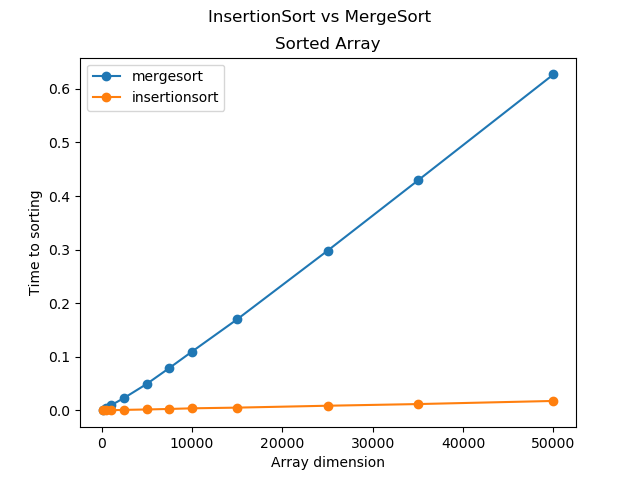 InsertionSort vs MergeSort
Sorted Array
mergesort
insertionsort
Time to sorting
0.6
0.5
0.4
0.3
0.2
0.1
0.0
0 10000 20000 30000 40000 50000
Array dimension